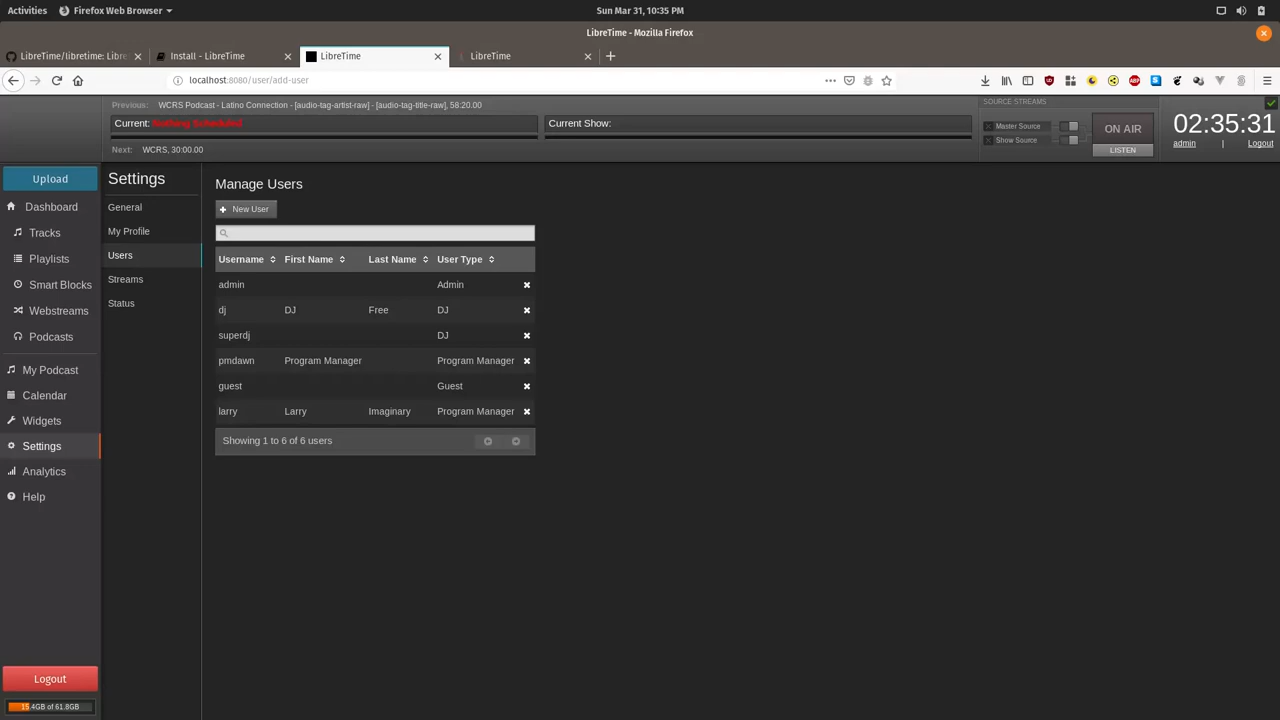 Activities Firefox Web Browser Sun Mar 31, 10:35 PM
LibreTime - Mozilla Firefox
LibreTime/libretime: Libre Install - LibreTime LibreTime LibreTime
localhost:8080/user/add-user
Previous: WCRS Podcast - Latino Connection - [audio-tag-artist-raw] - [audio-tag-title-raw], 58:20.00
SOURCE STREAMS
Current: Nothing Scheduled
Current Show:
Master Source
Show Source
ON AIR
LISTEN
02:35:31
admin | Logout
Next: WCRS, 30:00.00
Upload
Dashboard
Tracks
Playlists
Smart Blocks
Webstreams
Podcasts
My Podcast
Calendar
Widgets
Settings
Analytics
Help
Logout
15.4GB of 61.8GB
Settings
General
My Profile
Users
Streams
Status
Manage Users
New User
Username First Name Last Name User Type
admin Admin
dj DJ Free DJ
superdj DJ
pmdawn Program Manager Program Manager
guest Guest
larry Larry Imaginary Program Manager
Showing 1 to 6 of 6 users